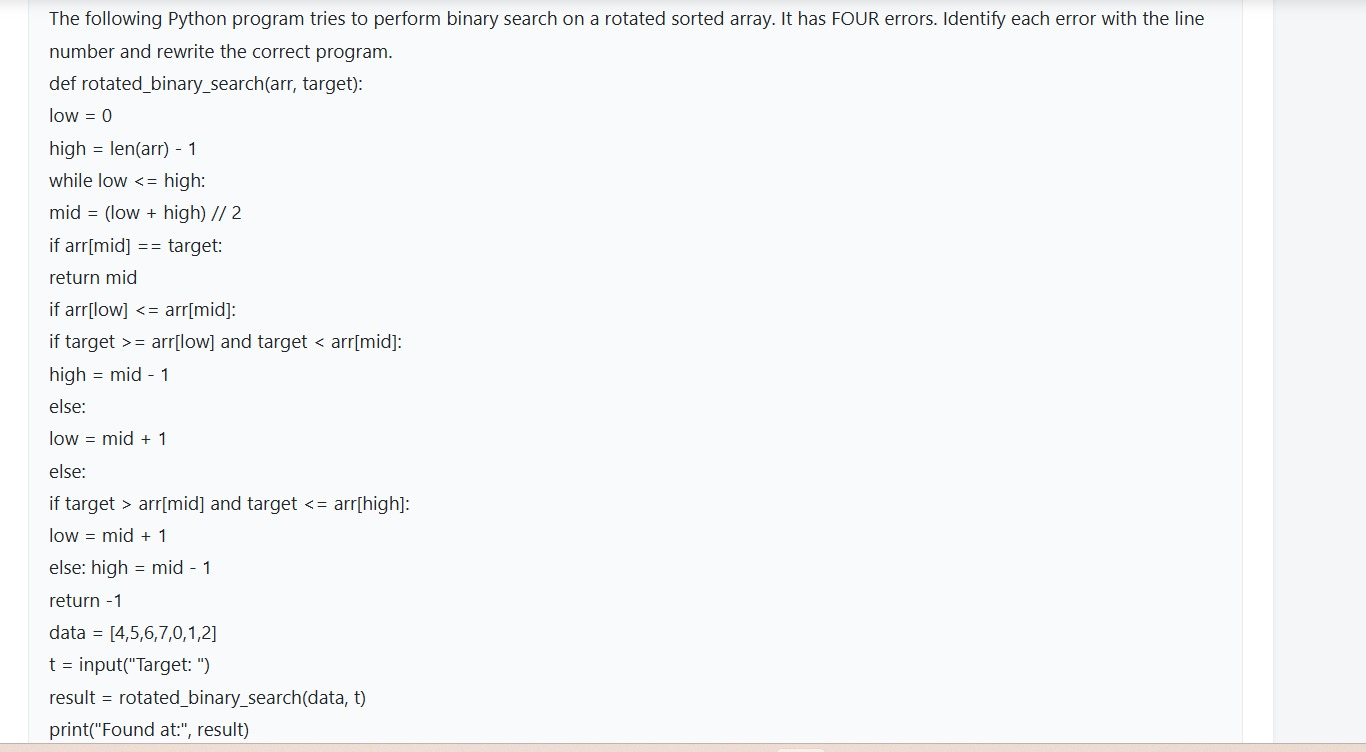 The following Python program tries to perform binary search on a rotated sorted array. It has FOUR errors. Identify each error with the line
number and rewrite the correct program.
def rotated_binary_search(arr, target):
low = 0
high = len(arr) - 1
while low <= high:
mid = (low + high) // 2
if arr[mid] == target:
return mid
if arr[low] <= arr[mid]:
if target >= arr[low] and target < arr[mid]:
high = mid - 1
else:
low = mid + 1
else:
if target > arr[mid] and target <= arr[high]:
low = mid + 1
else: high = mid - 1
return -1
data = [4,5,6,7,0,1,2]
t = input("Target: ")
result = rotated_binary_search(data, t)
print("Found at:", result)